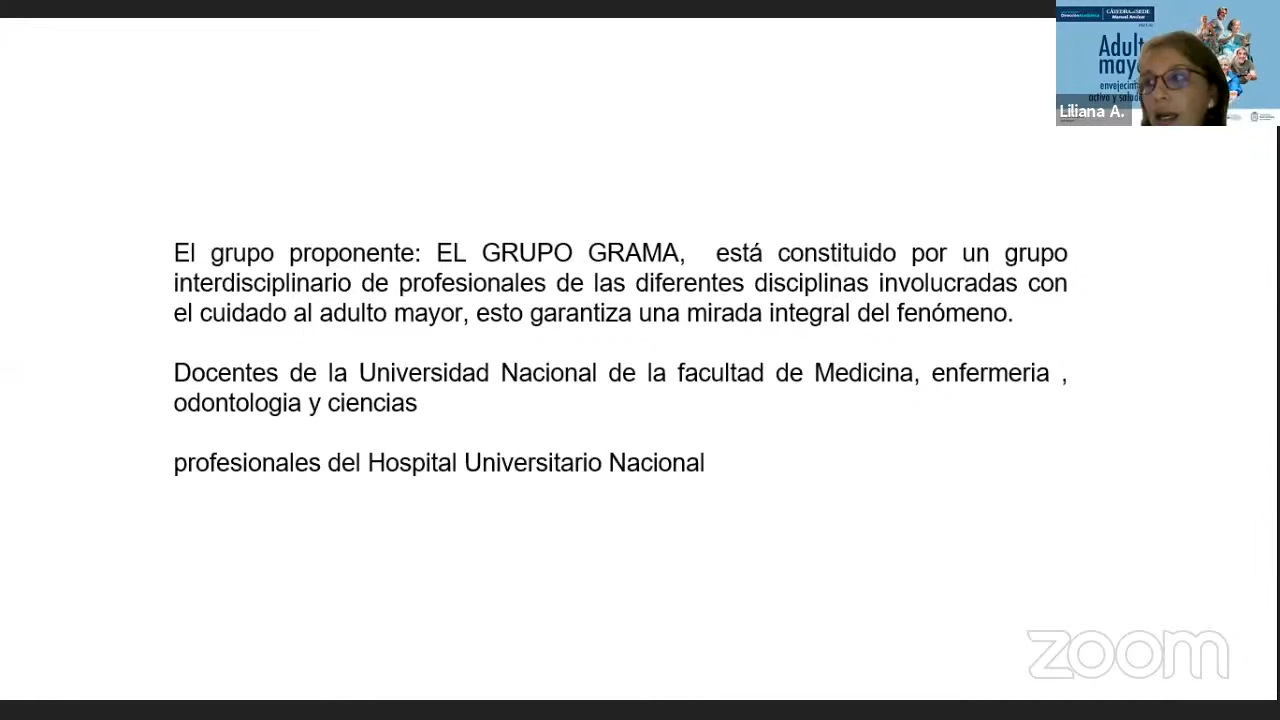 DirecciónAcadémica
CÁTEDRA DE SEDE
Manuel Ancízar
Adult
may
envejecim
activo y salud
Liliana A.
El grupo proponente: EL GRUPO GRAMA, está constituido por un grupo
interdisciplinario de profesionales de las diferentes disciplinas involucradas con
el cuidado al adulto mayor, esto garantiza una mirada integral del fenómeno.
Docentes de la Universidad Nacional de la facultad de Medicina, enfermeria ,
odontologia y ciencias
profesionales del Hospital Universitario Nacional
zoom